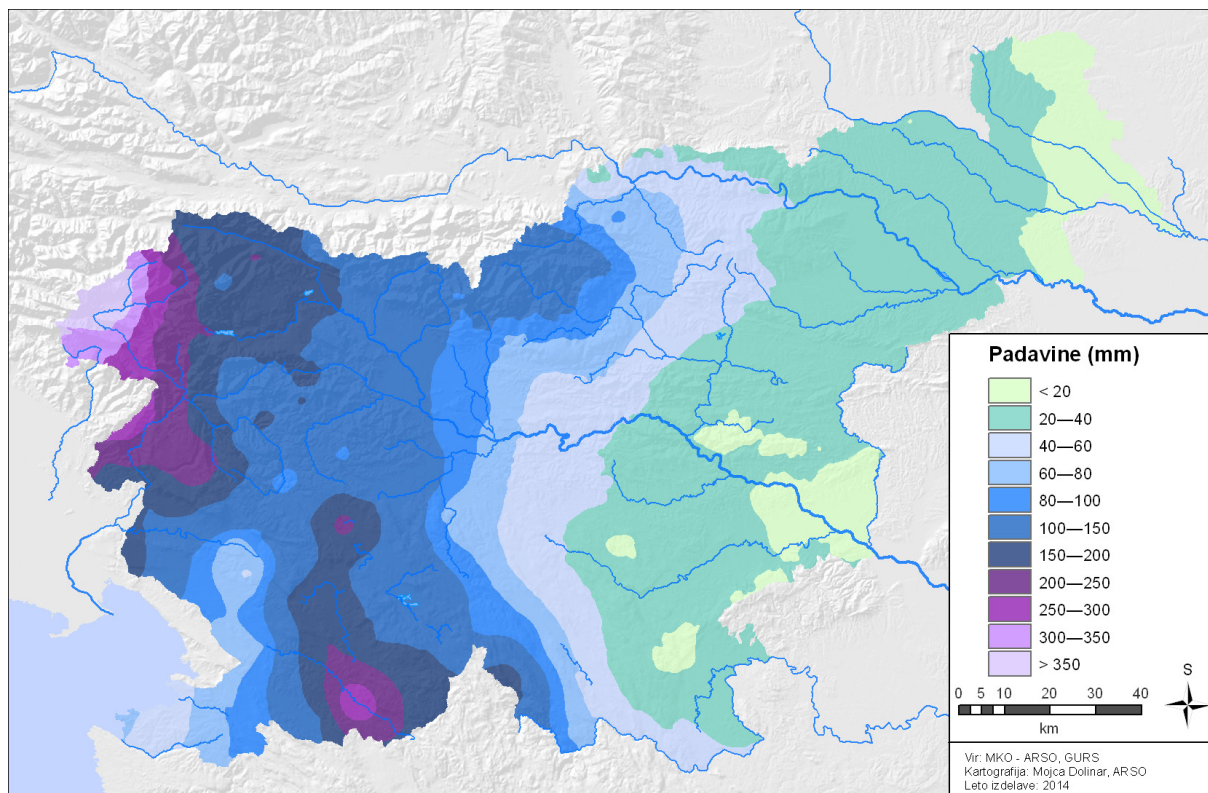 Padavine (mm)
< 20
20—40
40—60
60—80
80—100
100—150
150—200
200—250
250—300
300—350
> 350
S
0 5 10 20 30 40
km
Vir: MKO - ARSO, GURS
Kartografija: Mojca Dolinar, ARSO
Leto izdelave: 2014